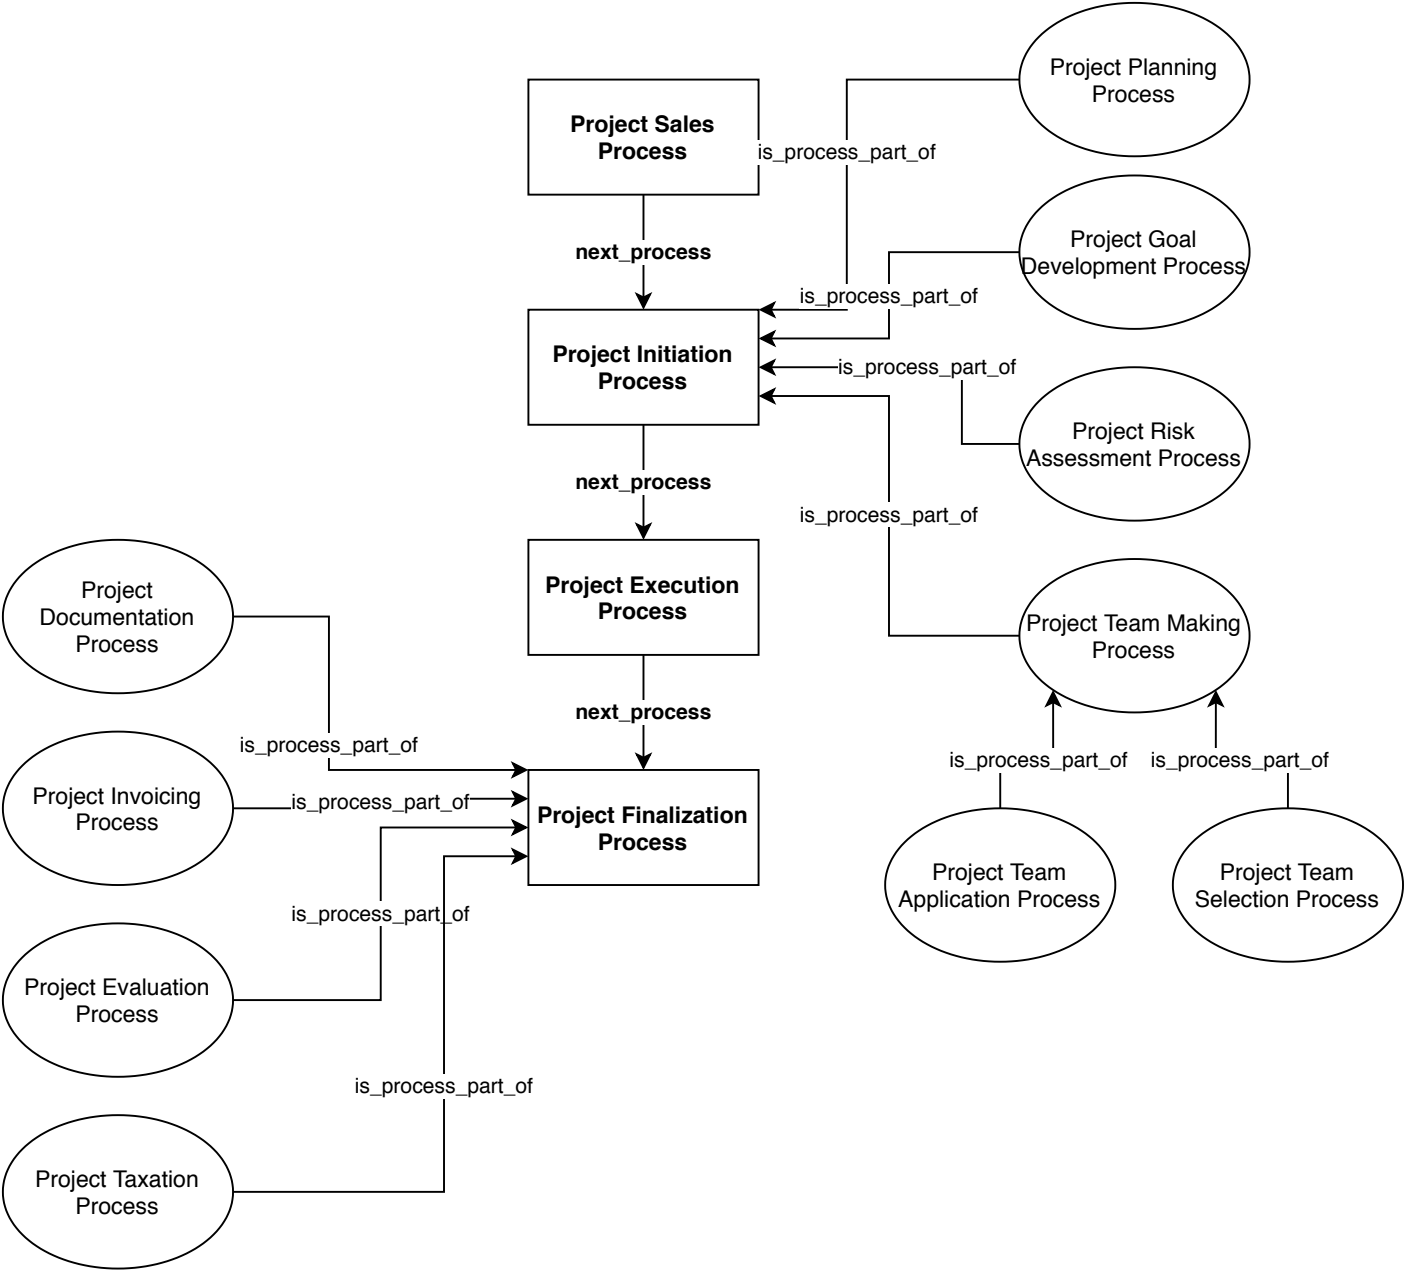 Project Planning
Process
Project Sales
Process
is_process_part_of
Project Goal
Development Process
next_process
is_process_part_of
Project Initiation
Process
is_process_part_of
Project Risk
Assessment Process
next_process
is_process_part_of
Project Execution
Process
Project
Documentation
Process
Project Team Making
Process
next_process
is_process_part_of
is_process_part_of
is_process_part_of
Project Invoicing
Process
is_process_part_of
Project Finalization
Process
Project Team
Application Process
Project Team
Selection Process
is_process_part_of
Project Evaluation
Process
is_process_part_of
Project Taxation
Process